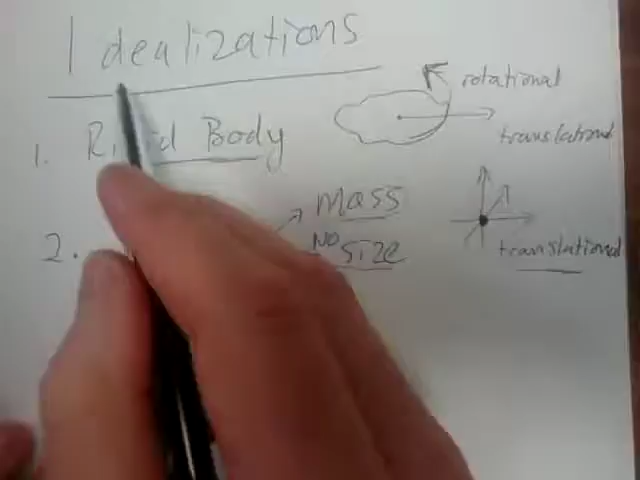 Idealizations
rotational
translational
1. Body
mass
2. No size
translational